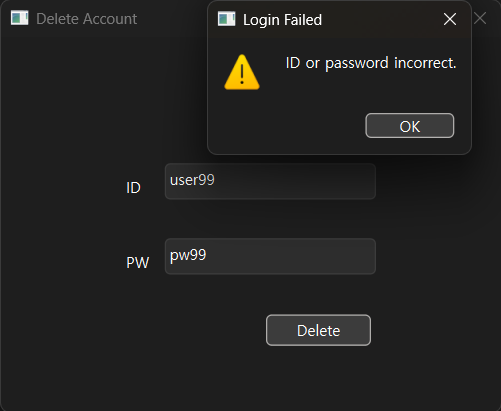 Delete Account
Login Failed
ID or password incorrect.
OK
ID
user99
PW
pw99
Delete